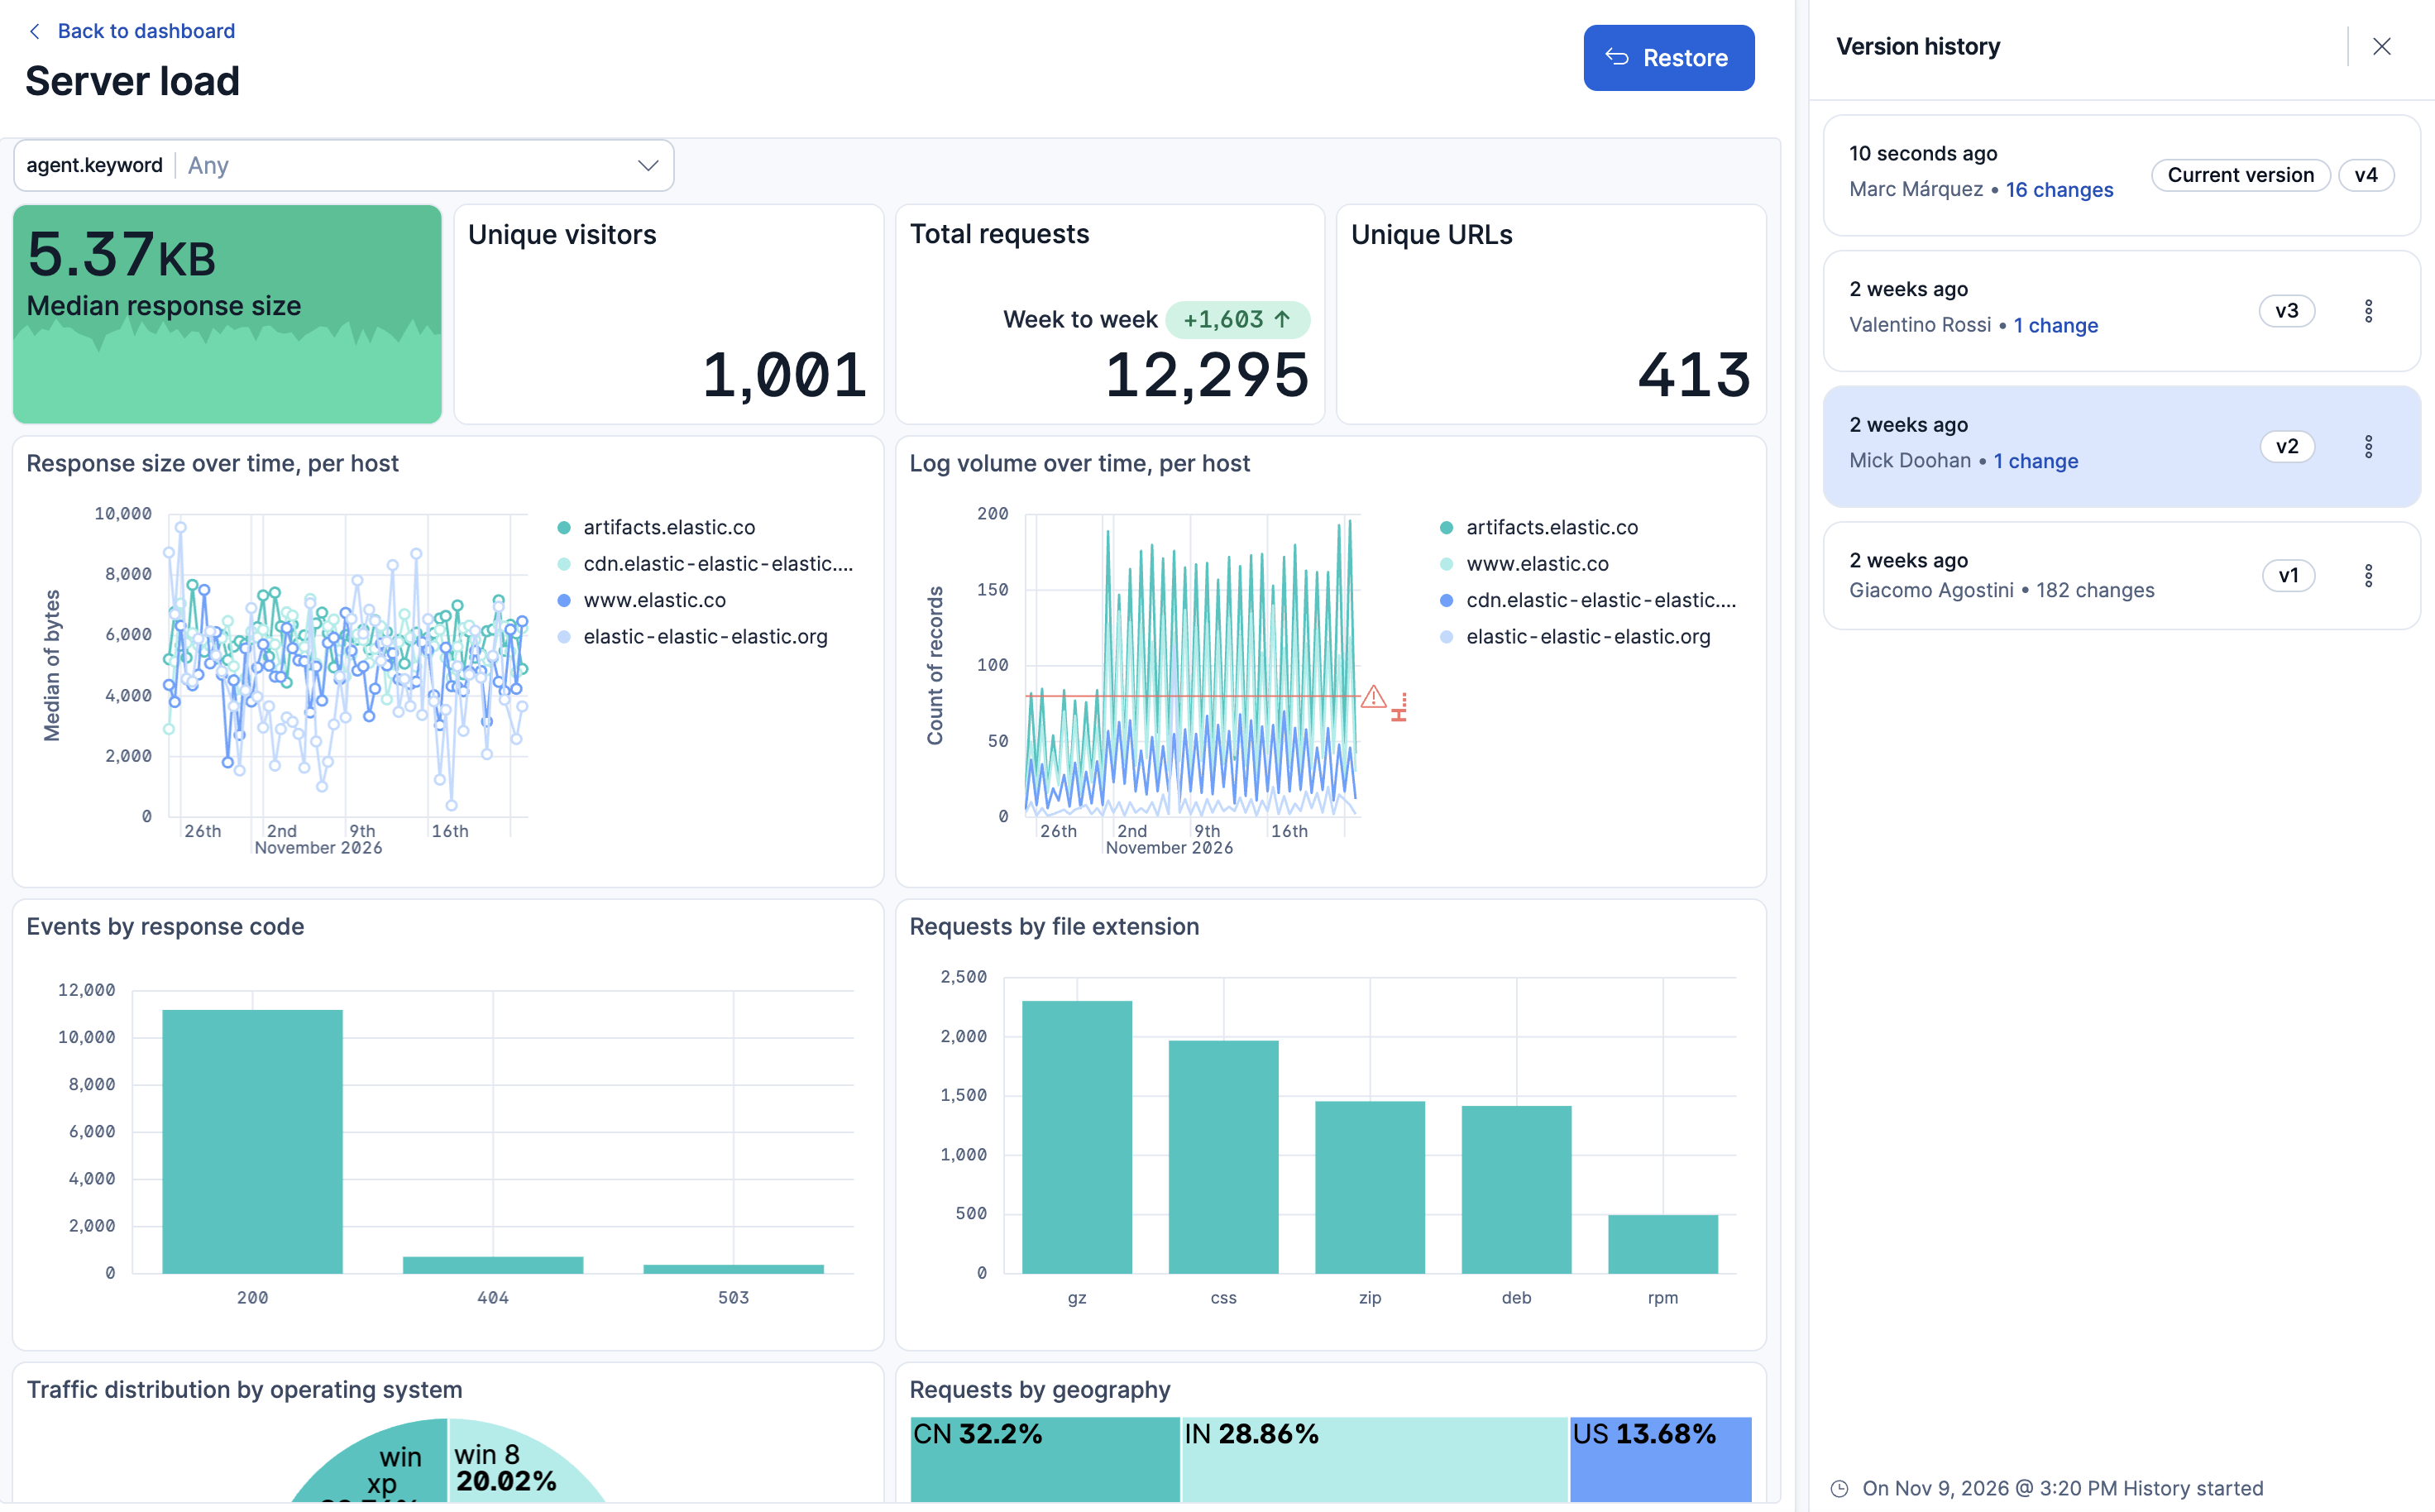 Back to dashboard
Server load
Restore
agent.keyword Any
5.37KB
Median response size
Unique visitors
1,001
Total requests
Week to week +1,603 ↑
12,295
Unique URLs
413
Response size over time, per host
Median of bytes
10,000
8,000
6,000
4,000
2,000
0
26th 2nd 9th 16th
November 2026
artifacts.elastic.co
cdn.elastic-elastic-elastic....
www.elastic.co
elastic-elastic-elastic.org
Log volume over time, per host
Count of records
200
150
100
50
0
26th 2nd 9th 16th
November 2026
H...
artifacts.elastic.co
www.elastic.co
cdn.elastic-elastic-elastic....
elastic-elastic-elastic.org
Events by response code
12,000
10,000
8,000
6,000
4,000
2,000
0
200 404 503
Requests by file extension
2,500
2,000
1,500
1,000
500
0
gz css zip deb rpm
Traffic distribution by operating system
win
xp
win 8
20.02%
Requests by geography
CN 32.2% IN 28.86% US 13.68%
Version history
10 seconds ago
Marc Márquez • 16 changes
Current version v4
2 weeks ago
Valentino Rossi • 1 change
v3
2 weeks ago
Mick Doohan • 1 change
v2
2 weeks ago
Giacomo Agostini • 182 changes
v1
On Nov 9, 2026 @ 3:20 PM History started